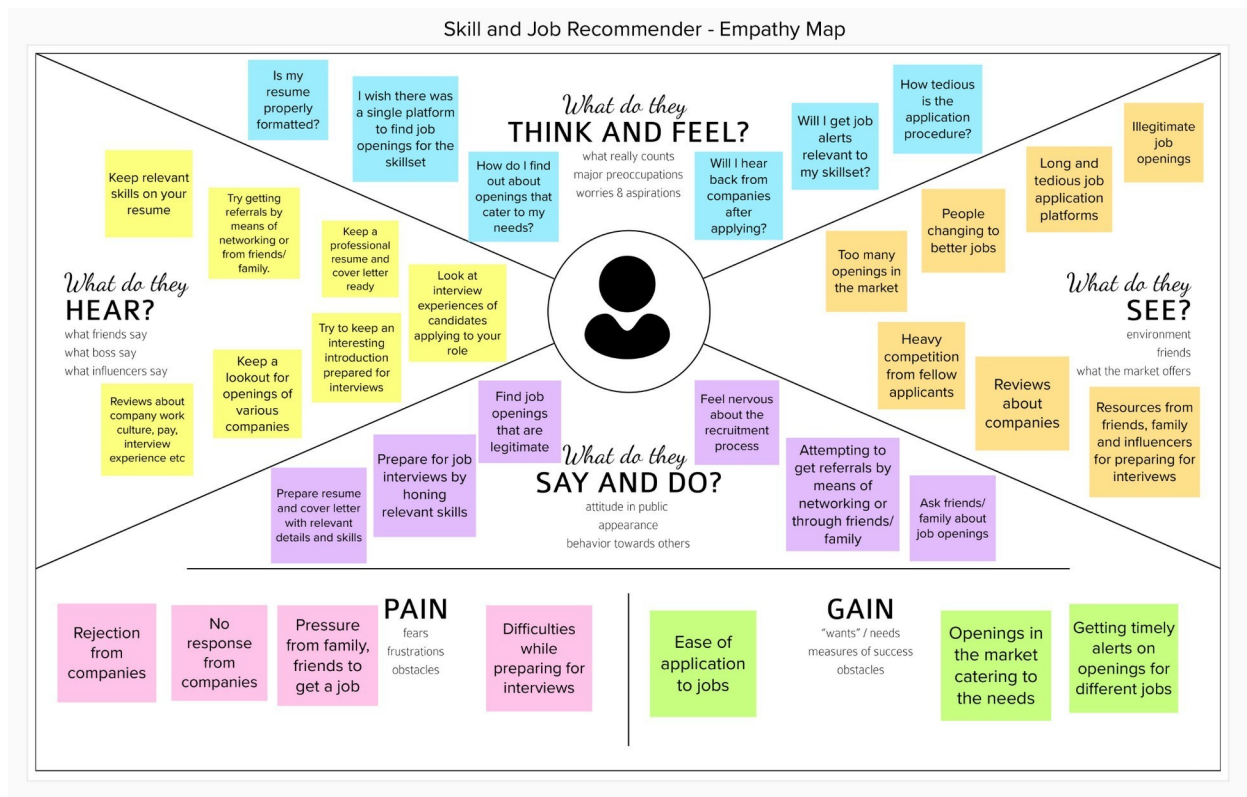 Skill and Job Recommender - Empathy Map
Is my
resume
properly
formatted?
I wish there was
a single platform
to find job
openings for the
skillset
How do I find
out about
openings that
cater to my
needs?
What do they
THINK AND FEEL?
what really counts
major preoccupations
worries & aspirations
Will I hear
back from
companies
after
applying?
Will I get job
alerts
relevant to
my skillset?
How tedious
is the
application
procedure?
Keep relevant
skills on your
resume
Try getting
referrals by
means of
networking or
from friends/
family.
Keep a
professional
resume and
cover letter
ready
Look at
interview
experiences of
candidates
applying to your
role
What do they
HEAR?
what friends say
what boss say
what influencers say
Try to keep an
interesting
introduction
prepared for
interviews
Keep a
lookout for
openings of
various
companies
Reviews about
company work
culture, pay,
interview
experience etc
Illegitimate
job
openings
Long and
tedious job
application
platforms
People
changing to
better jobs
Too many
openings in
the market
What do they
SEE?
environment
friends
what the market offers
Heavy
competition
from fellow
applicants
Reviews
about
companies
Resources from
friends, family
and influencers
for preparing for
interivews
Find job
openings
that are
legitimate
Prepare for job
interviews by
honing
relevant skills
Prepare resume
and cover letter
with relevant
details and skills
What do they
SAY AND DO?
attitude in public
appearance
behavior towards others
Feel nervous
about the
recruitment
process
Attempting to
get referrals by
means of
networking or
through friends/
family
Ask friends/
family about
job openings
Rejection
from
companies
No
response
from
companies
Pressure
from family,
friends to
get a job
PAIN
fears
frustrations
obstacles
Difficulties
while
preparing for
interviews
Ease of
application
to jobs
GAIN
"wants" / needs
measures of success
obstacles
Openings in
the market
catering to
the needs
Getting timely
alerts on
openings for
different jobs